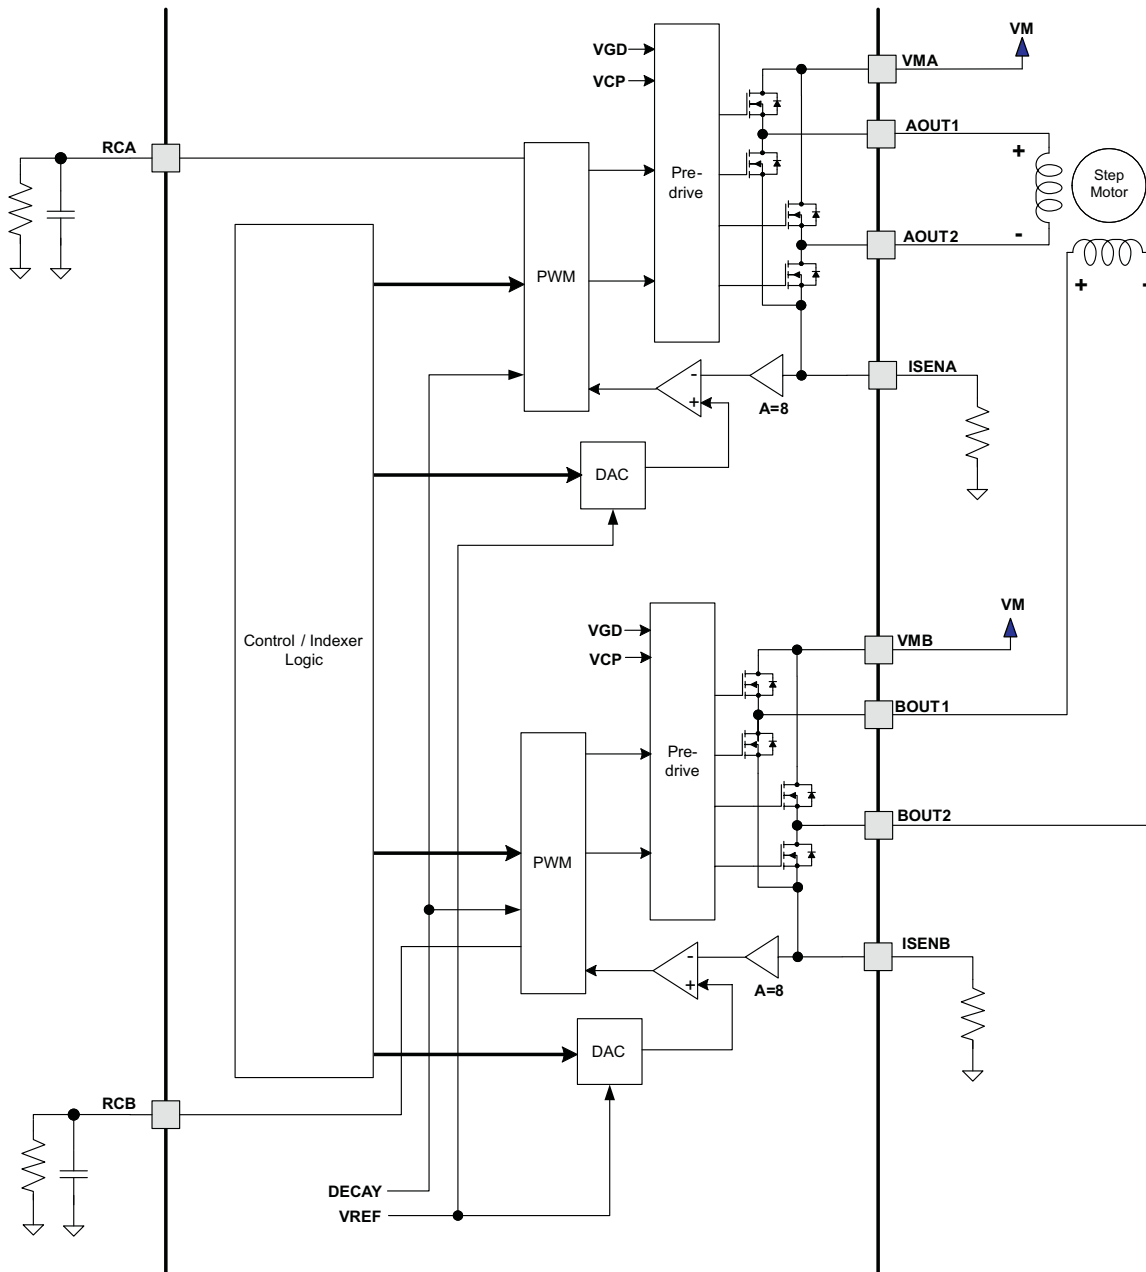 VM
VGD
VMA
VCP
AOUT1
RCA
+
Pre-
drive
Step
Motor
-
AOUT2
PWM
+
-
ISENA
-
+
A=8
DAC
VM
VGD
Control / Indexer
Logic
VMB
VCP
BOUT1
Pre-
drive
BOUT2
PWM
ISENB
-
+
A=8
DAC
RCB
DECAY
VREF